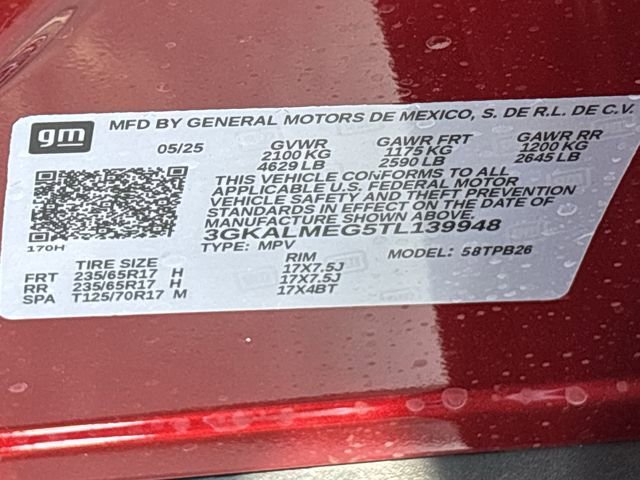 gm MFD BY GENERAL MOTORS DE MEXICO, S. DE R.L. DE C.V.
05/25 GVWR GAWR FRT GAWR RR
2100 KG 1175 KG 1200 KG
4629 LB 2590 LB 2645 LB
THIS VEHICLE CONFORMS TO ALL
APPLICABLE U.S. FEDERAL MOTOR
VEHICLE SAFETY AND THEFT PREVENTION
STANDARDS IN EFFECT ON THE DATE OF
MANUFACTURE SHOWN ABOVE.
3GKALMEG5TL139948
170H TYPE: MPV MODEL: 58TPB26
TIRE SIZE RIM
FRT 235/65R17 H 17X7.5J
RR 235/65R17 H 17X7.5J
SPA T125/70R17 M 17X4BT